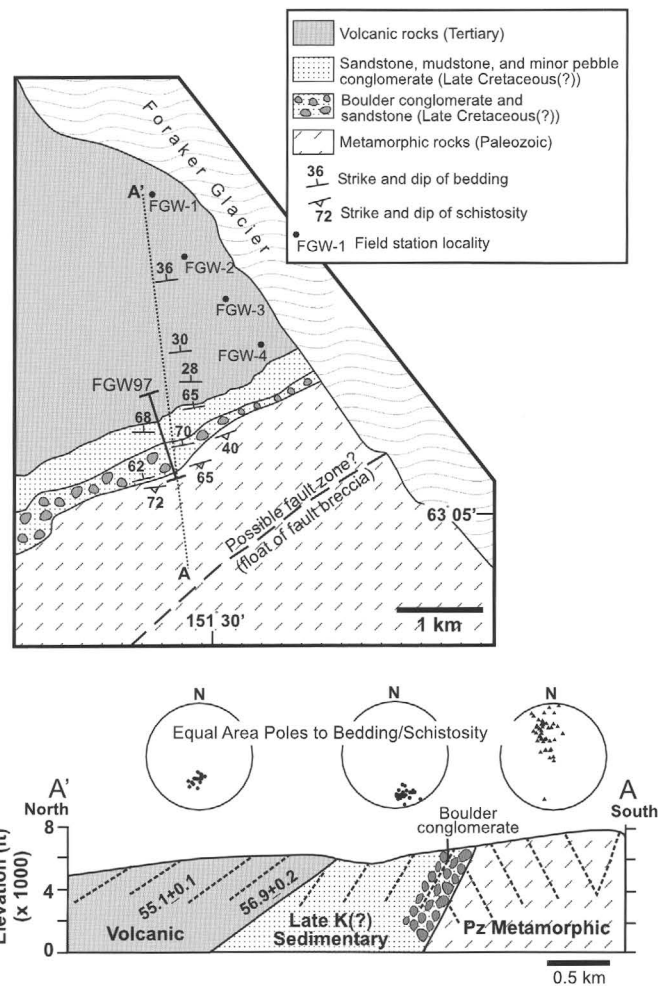 Volcanic rocks (Tertiary)
Sandstone, mudstone, and minor pebble
conglomerate (Late Cretaceous(?))
Boulder conglomerate and
sandstone (Late Cretaceous(?))
Metamorphic rocks (Paleozoic)
36
Strike and dip of bedding
72
Strike and dip of schistosity
FGW-1
Field station locality
Foraker Glacier
A'
FGW-1
36
FGW-2
FGW-3
30
FGW-4
28
FGW97
65
68
70
40
62
65
72
Possible fault zone?
(float of fault breccia)
63 05'
A
151 30'
1 km
N
N
N
Equal Area Poles to Bedding/Schistosity
A'
A
North
South
Boulder
conglomerate
Elevation (ft)
(x 1000)
8
4
0
55.1±0.1
56.9±0.2
Volcanic
Late K(?)
Sedimentary
Pz Metamorphic
0.5 km